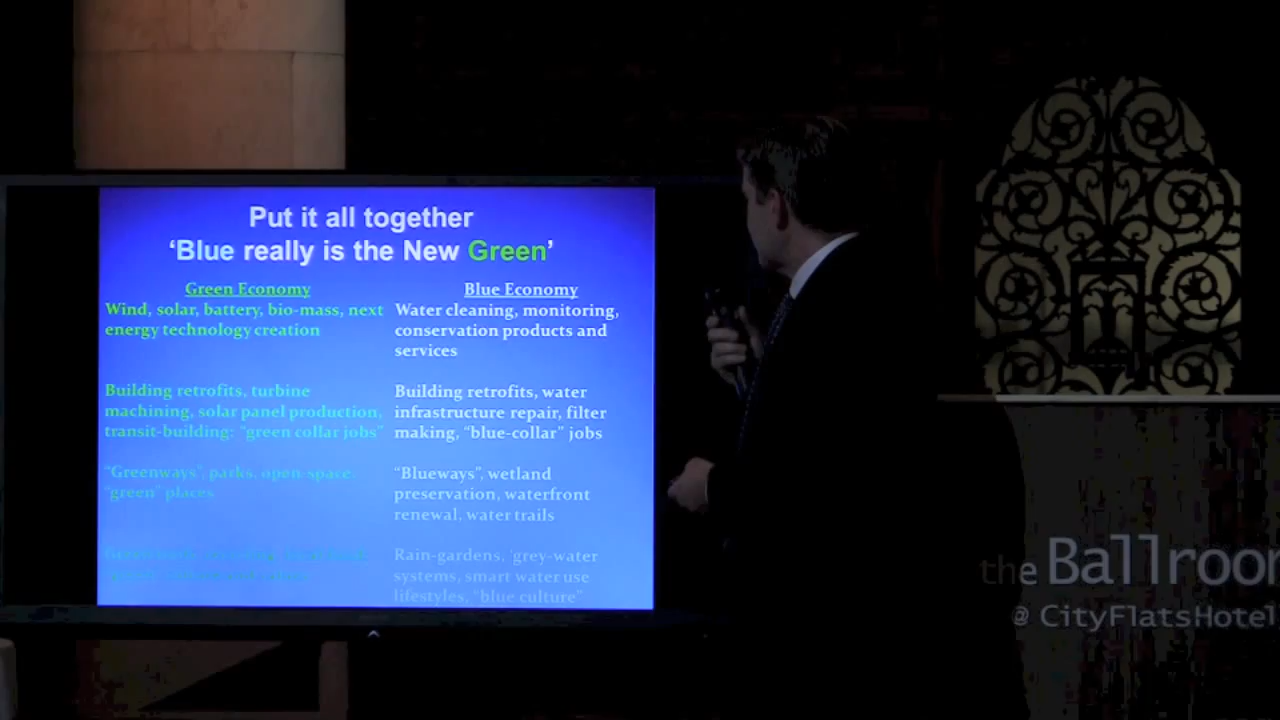 Put it all together
‘Blue really is the New Green’
Green Economy
Wind, solar, battery, bio-mass, next
energy technology creation
Building retrofits, turbine
machining, solar panel production,
transit-building: “green collar jobs”
“Greenways”, parks, open-space,
“green” places
Blue Economy
Water cleaning, monitoring,
conservation products and
services
Building retrofits, water
infrastructure repair, filter
making, “blue-collar” jobs
“Blueways”, wetland
preservation, waterfront
renewal, water trails
Rain-gardens, ‘grey-water
systems, smart water use
lifestyles, “blue culture”
the Ballroom
@ CityFlatsHotel